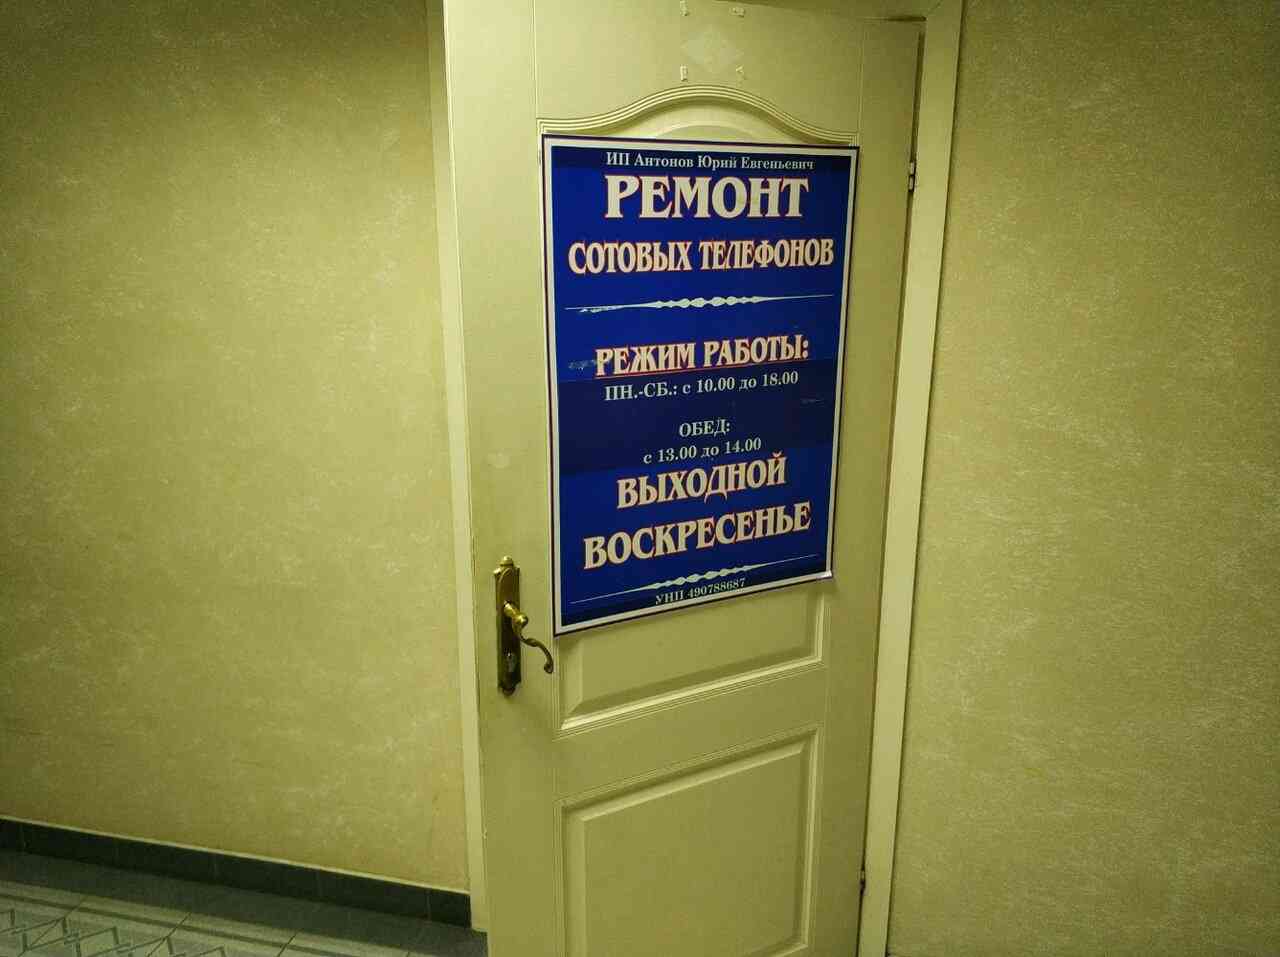 ИП Антонов Юрий Евгеньевич
РЕМОНТ
СОТОВЫХ ТЕЛЕФОНОВ
РЕЖИМ РАБОТЫ:
ПН.-СБ.: с 10.00 до 18.00
ОБЕД:
с 13.00 до 14.00
ВЫХОДНОЙ
ВОСКРЕСЕНЬЕ
УНП 490788687